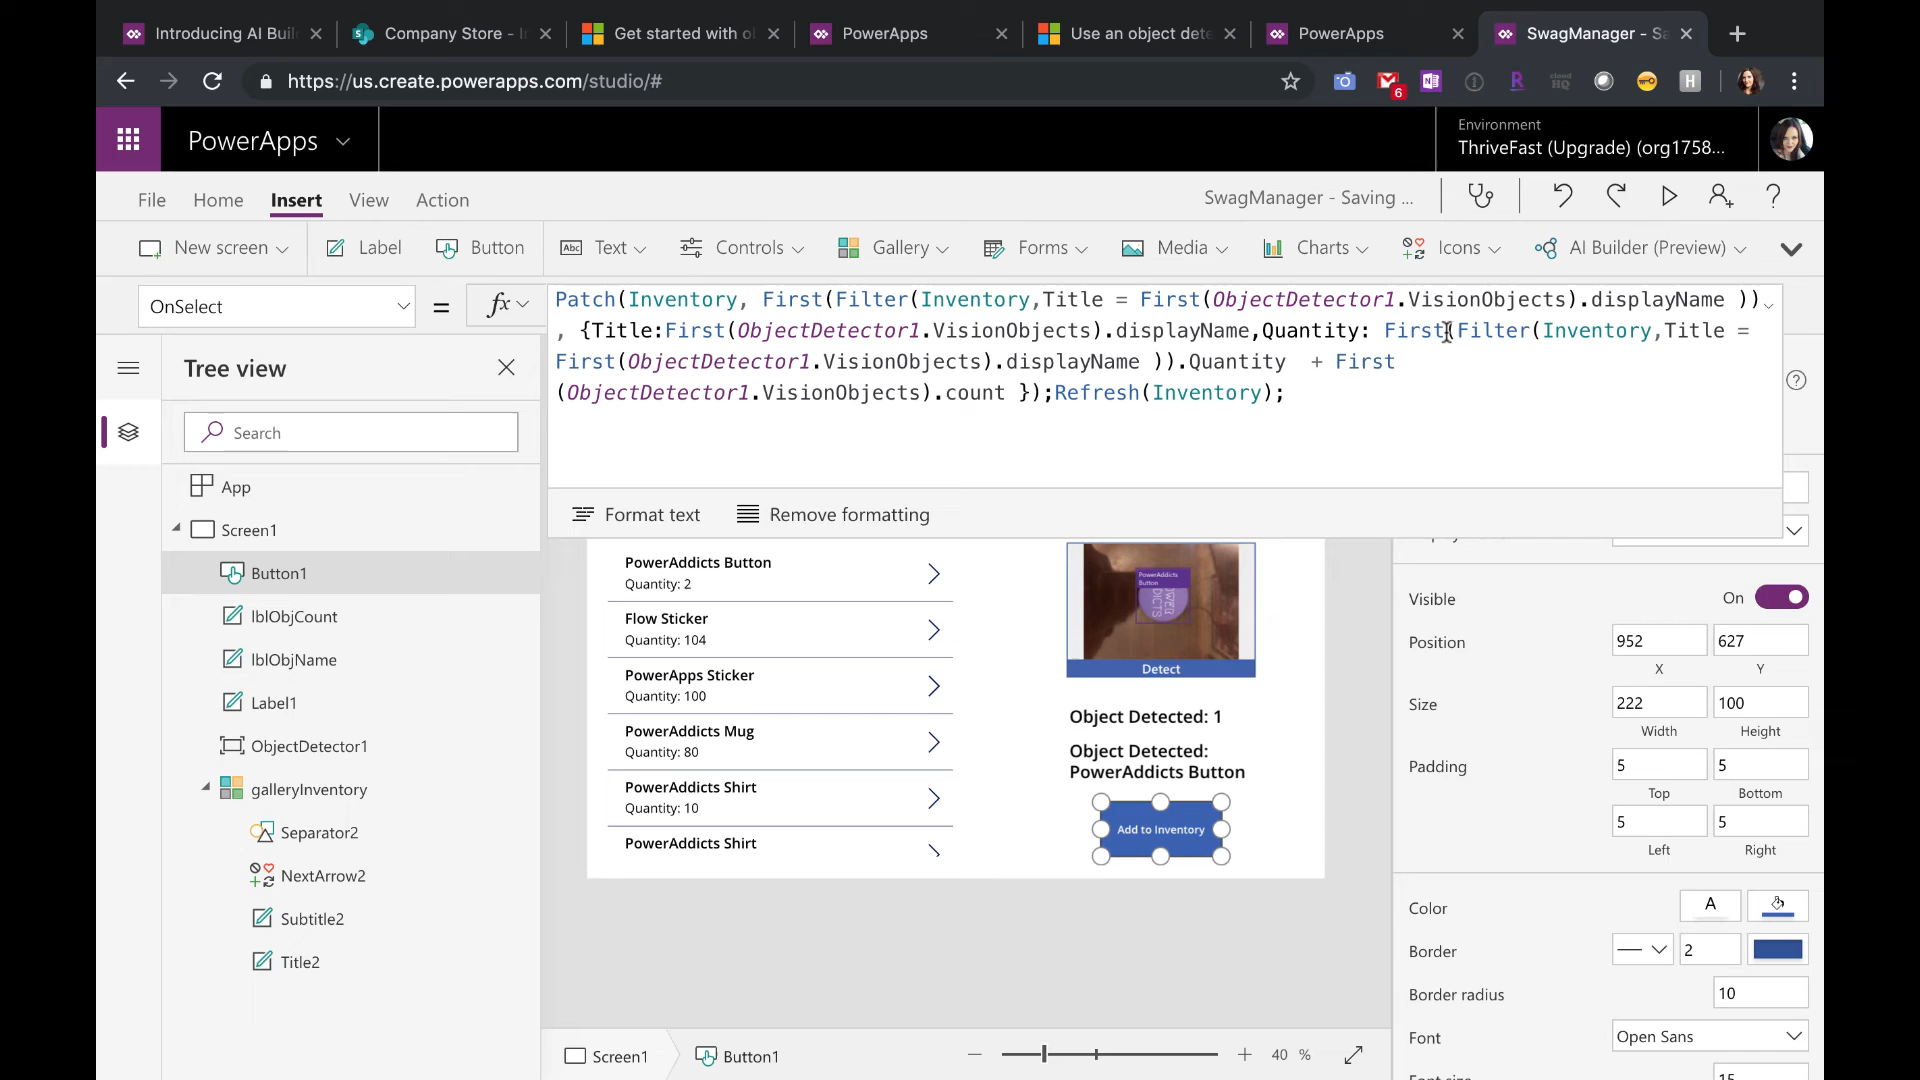 Introducing AI Buil
Company Store - I
Get started with o
PowerApps
Use an object dete
PowerApps
SwagManager - Sa
https://us.create.powerapps.com/studio/#
6
PowerApps
Environment
ThriveFast (Upgrade) (org1758...
File
Home
Insert
View
Action
SwagManager - Saving ...
New screen
Label
Button
Text
Controls
Gallery
Forms
Media
Charts
Icons
AI Builder (Preview)
OnSelect
=
fx
Patch(Inventory, First(Filter(Inventory,Title = First(ObjectDetector1.VisionObjects).displayName ))
, {Title:First(ObjectDetector1.VisionObjects).displayName,Quantity: First(Filter(Inventory,Title =
First(ObjectDetector1.VisionObjects).displayName )).Quantity  + First
(ObjectDetector1.VisionObjects).count });Refresh(Inventory);
Format text
Remove formatting
Tree view
Search
App
Screen1
Button1
lblObjCount
lblObjName
Label1
ObjectDetector1
galleryInventory
Separator2
NextArrow2
Subtitle2
Title2
PowerAddicts Button
Quantity: 2
Flow Sticker
Quantity: 104
PowerApps Sticker
Quantity: 100
PowerAddicts Mug
Quantity: 80
PowerAddicts Shirt
Quantity: 10
PowerAddicts Shirt
PowerAddicts
Button
Detect
Object Detected: 1
Object Detected:
PowerAddicts Button
Add to Inventory
Visible
On
Position
952
627
X
Y
Size
222
100
Width
Height
Padding
5
5
Top
Bottom
5
5
Left
Right
Color
A
Border
2
Border radius
10
Font
Open Sans
Screen1
Button1
40 %